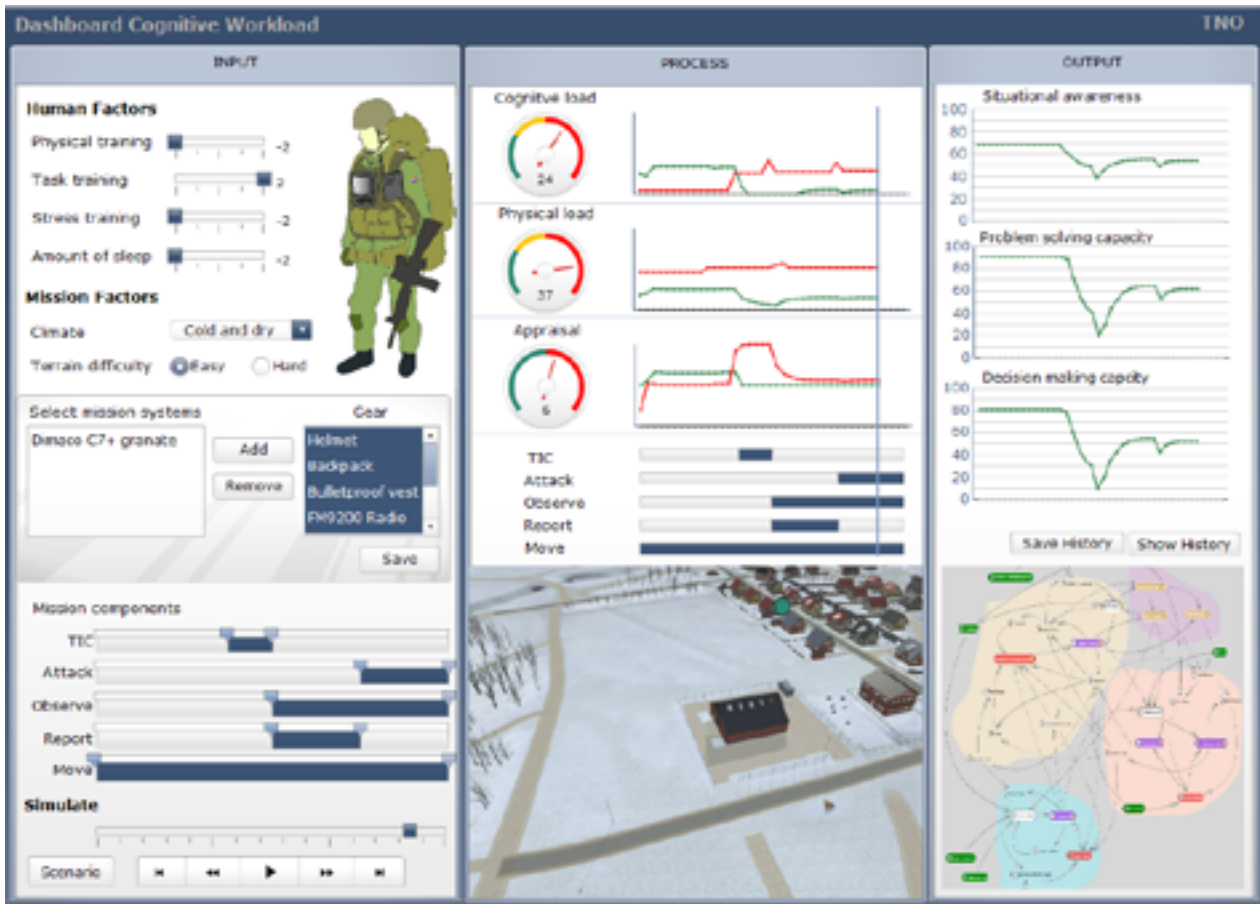 Dashboard Cognitive Workload
TNO
INPUT
Human Factors
Physical training
-2
Task training
2
Stress training
-2
Amount of sleep
-2
Mission Factors
Climate
Cold and dry
Terrain difficulty
Easy
Hard
Select mission systems
Gear
Dimaco C7+ granate
Add
Remove
Helmet
Backpack
Bulletproof vest
FM9200 Radio
Save
Mission components
TIC
Attack
Observe
Report
Move
Simulate
Scenario
PROCESS
Cognitve load
24
Physical load
37
Appraisal
6
TIC
Attack
Observe
Report
Move
OUTPUT
Situational awareness
100
80
60
40
20
0
Problem solving capacity
100
80
60
40
20
0
Decision making capcity
100
80
60
40
20
0
Save History
Show History